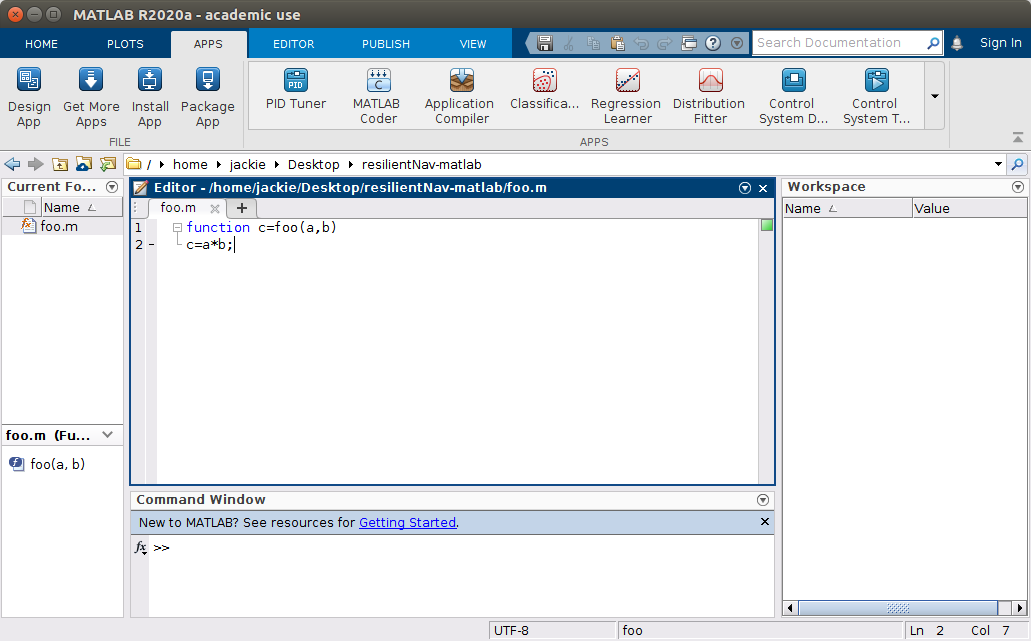 MATLAB R2020a - academic use
HOME PLOTS APPS EDITOR PUBLISH VIEW Search Documentation Sign In
Design App
Get More Apps
Install App
Package App
PID Tuner
MATLAB Coder
Application Compiler
Classifica...
Regression Learner
Distribution Fitter
Control System D...
Control System T...
FILE APPS
/ home jackie Desktop resilientNav-matlab
Current Fo...
Name
foo.m
foo.m (Fu...
foo(a, b)
Editor - /home/jackie/Desktop/resilientNav-matlab/foo.m
foo.m +
1 function c=foo(a,b)
2 - c=a*b;
Command Window
New to MATLAB? See resources for Getting Started.
fx >>
Workspace
Name Value
UTF-8 foo Ln 2 Col 7